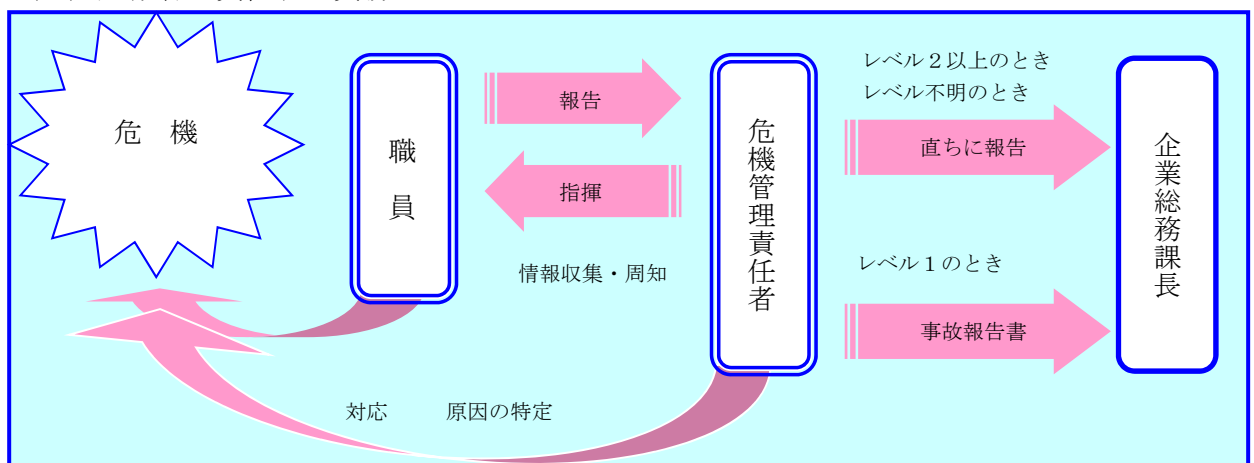 危　機
職員
報告
指揮
情報収集・周知
危機管理責任者
レベル２以上のとき
レベル不明のとき
直ちに報告
レベル１のとき
事故報告書
企業総務課長
対応　　原因の特定